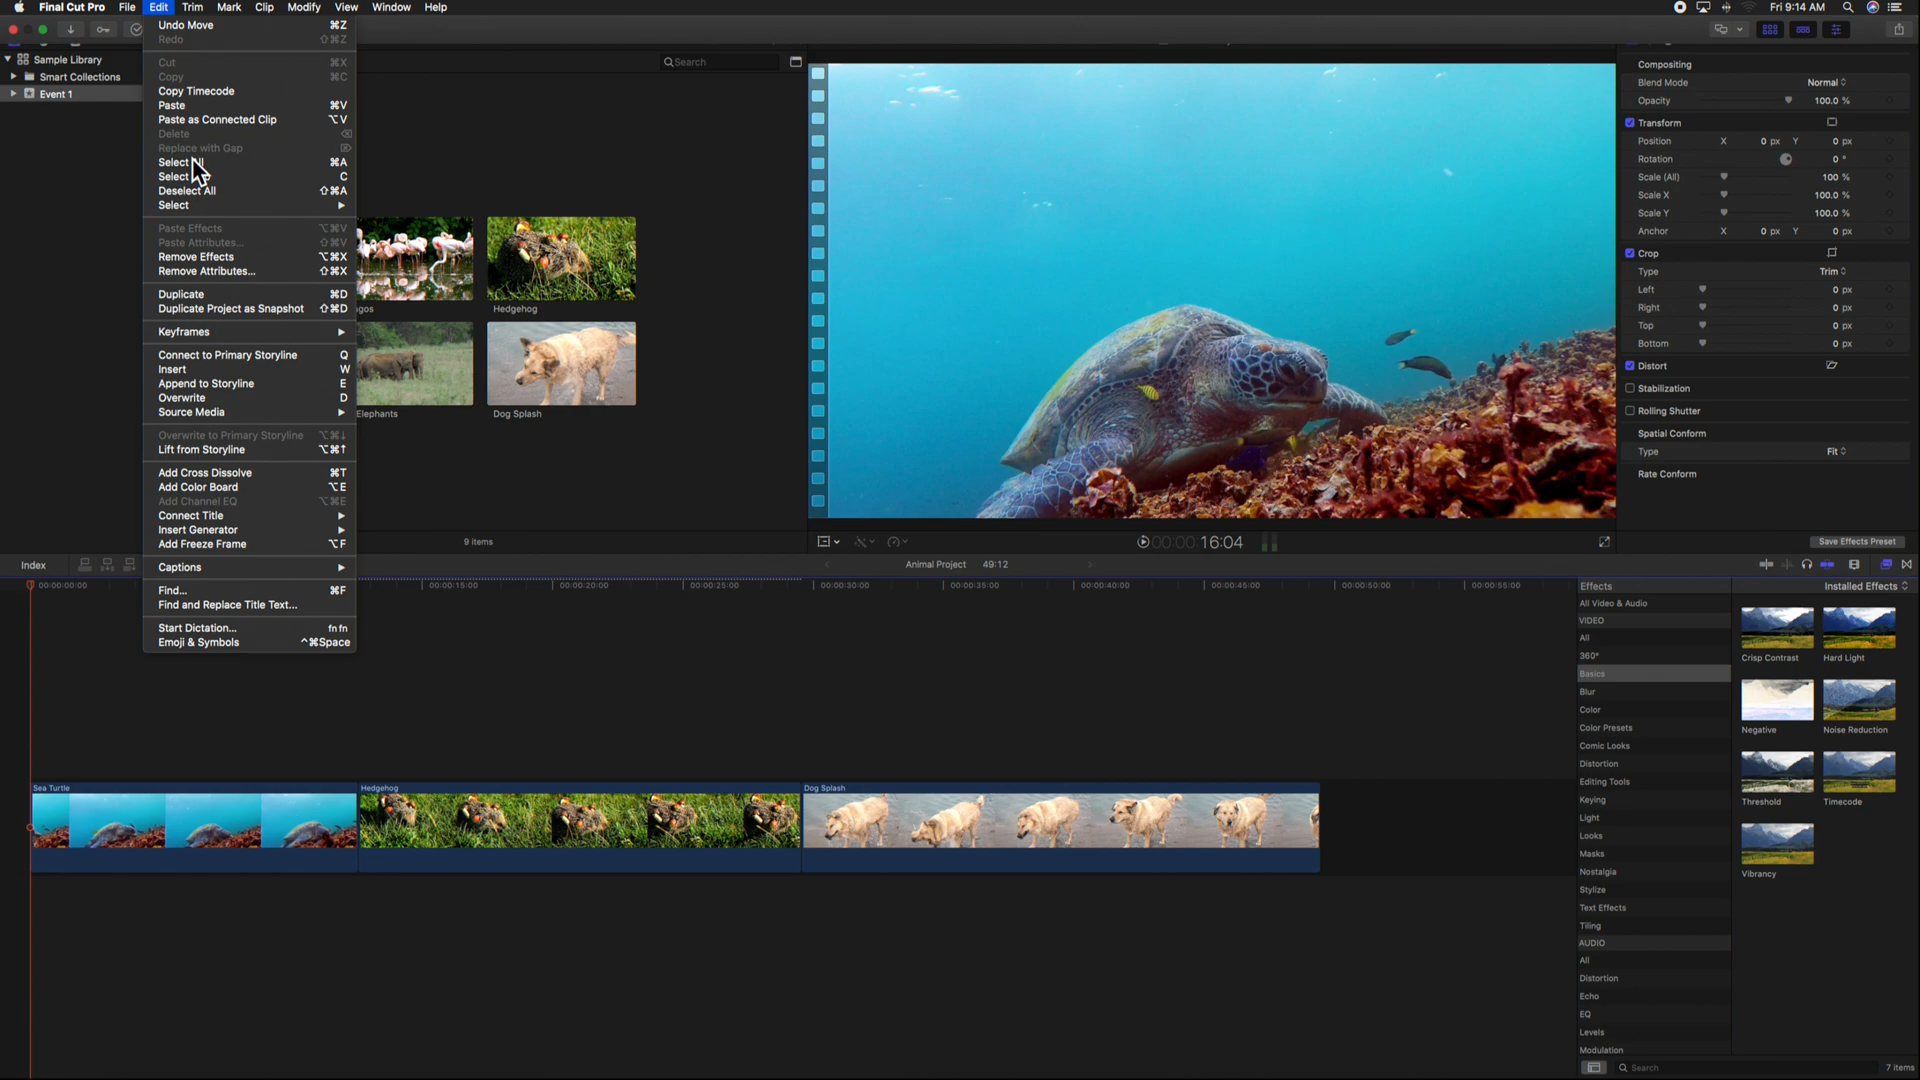 Final Cut Pro File Edit Trim Mark Clip Modify View Window Help
Fri 9:14 AM
Undo Move ⌘Z
Redo ⇧⌘Z
Cut ⌘X
Copy ⌘C
Copy Timecode
Paste ⌘V
Paste as Connected Clip ⌥V
Delete ⌫
Replace with Gap ⌦
Select All ⌘A
Select C
Deselect All ⇧⌘A
Select
Paste Effects ⌥⌘V
Paste Attributes... ⇧⌘V
Remove Effects ⌥⌘X
Remove Attributes... ⇧⌘X
Duplicate ⌘D
Duplicate Project as Snapshot ⇧⌘D
Keyframes
Connect to Primary Storyline Q
Insert W
Append to Storyline E
Overwrite D
Source Media
Overwrite to Primary Storyline ⌥⌘↓
Lift from Storyline ⌥⌘↑
Add Cross Dissolve ⌘T
Add Color Board ⌥E
Add Channel EQ ⌥⌘E
Connect Title
Insert Generator
Add Freeze Frame ⌥F
Captions
Find... ⌘F
Find and Replace Title Text...
Start Dictation... fn fn
Emoji & Symbols ^⌘Space
Sample Library
Smart Collections
Event 1
Search
gos
Hedgehog
Elephants
Dog Splash
9 items
00:00:00:16:04
Compositing
Blend Mode Normal
Opacity 100.0 %
Transform
Position X 0 px Y 0 px
Rotation 0 °
Scale (All) 100 %
Scale X 100.0 %
Scale Y 100.0 %
Anchor X 0 px Y 0 px
Crop
Type Trim
Left 0 px
Right 0 px
Top 0 px
Bottom 0 px
Distort
Stabilization
Rolling Shutter
Spatial Conform
Type Fit
Rate Conform
Save Effects Preset
Index
Animal Project 49:12
00:00:00:00
00:00:15:00
00:00:20:00
00:00:25:00
00:00:30:00
00:00:35:00
00:00:40:00
00:00:45:00
00:00:50:00
00:00:55:00
Sea Turtle
Hedgehog
Dog Splash
Effects
Installed Effects
All Video & Audio
VIDEO
All
360°
Basics
Blur
Color
Color Presets
Comic Looks
Distortion
Editing Tools
Keying
Light
Looks
Masks
Nostalgia
Stylize
Text Effects
Tiling
AUDIO
All
Distortion
Echo
EQ
Levels
Modulation
Crisp Contrast
Hard Light
Negative
Noise Reduction
Threshold
Timecode
Vibrancy
Search
7 items